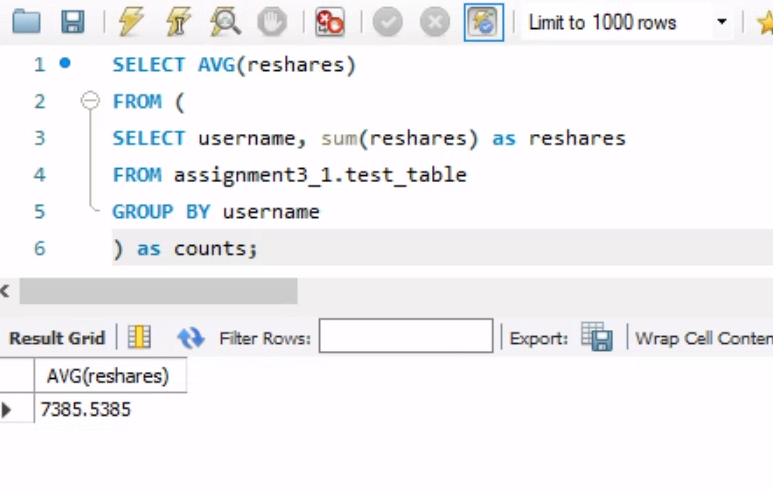 Limit to 1000 rows
1 SELECT AVG(reshares)
2 FROM (
3 SELECT username, sum(reshares) as reshares
4 FROM assignment3_1.test_table
5 GROUP BY username
6 ) as counts;
Result Grid Filter Rows: Export: Wrap Cell Conten
AVG(reshares)
7385.5385